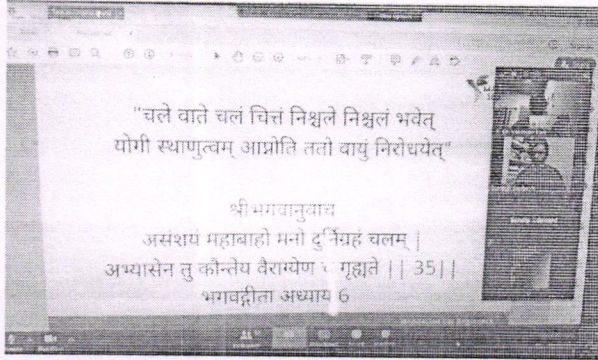 "चले वाते चलं चित्तं निश्चले निश्चलं भवेत्
योगी स्थाणुत्वम् आप्नोति ततो वायुं निरोधयेत्"
श्रीभगवानुवाच
असंशयं महाबाहो मनो दुर्निग्रहं चलम् |
अभ्यासेन तु कौन्तेय वैराग्येण गृह्यते || 35||
भगवद्गीता अध्याय 6